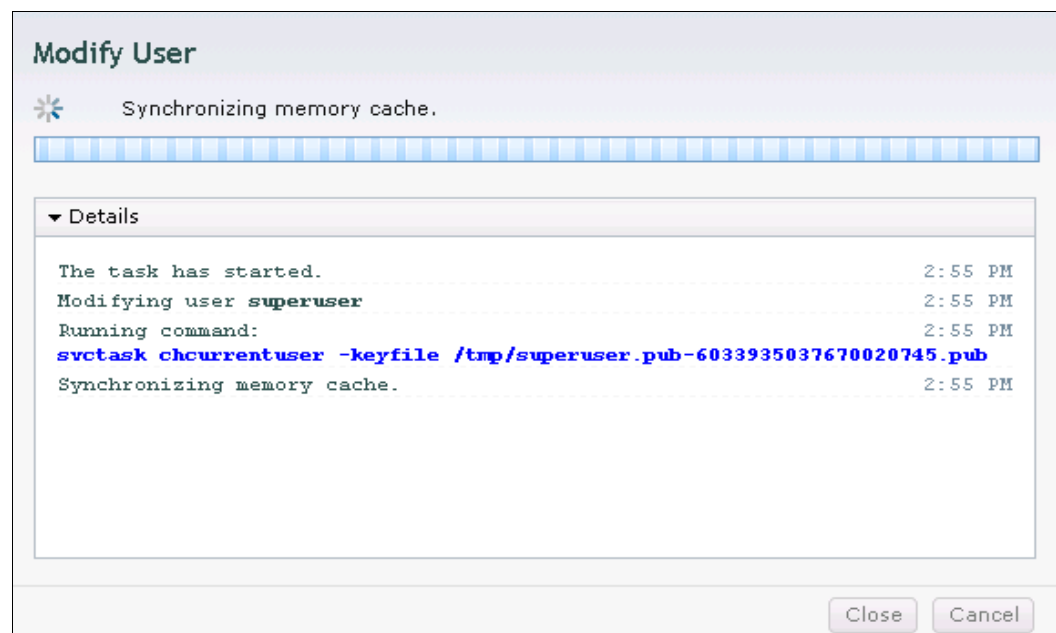 Modify User
Synchronizing memory cache.
Details
The task has started. 2:55 PM
Modifying user superuser 2:55 PM
Running command: 2:55 PM
svctask chcurrentuser -keyfile /tmp/superuser.pub-6033935037670020745.pub
Synchronizing memory cache. 2:55 PM
Close Cancel